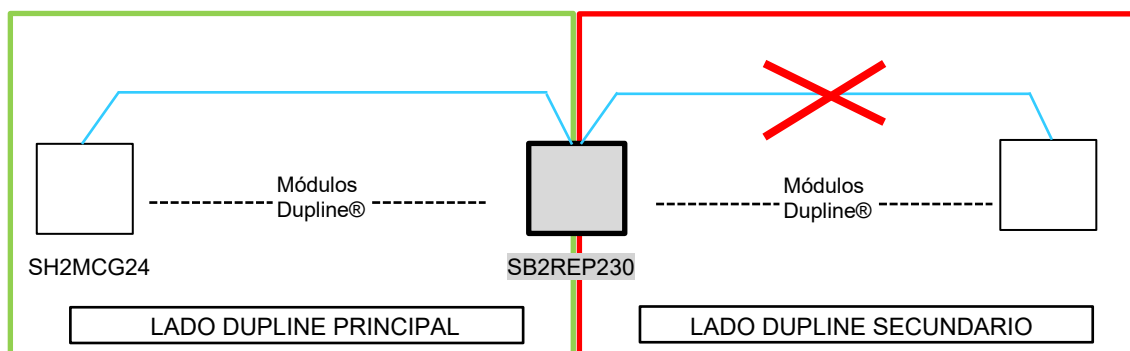 Módulos
Dupline®
Módulos
Dupline®
SH2MCG24
SB2REP230
LADO DUPLINE PRINCIPAL
LADO DUPLINE SECUNDARIO